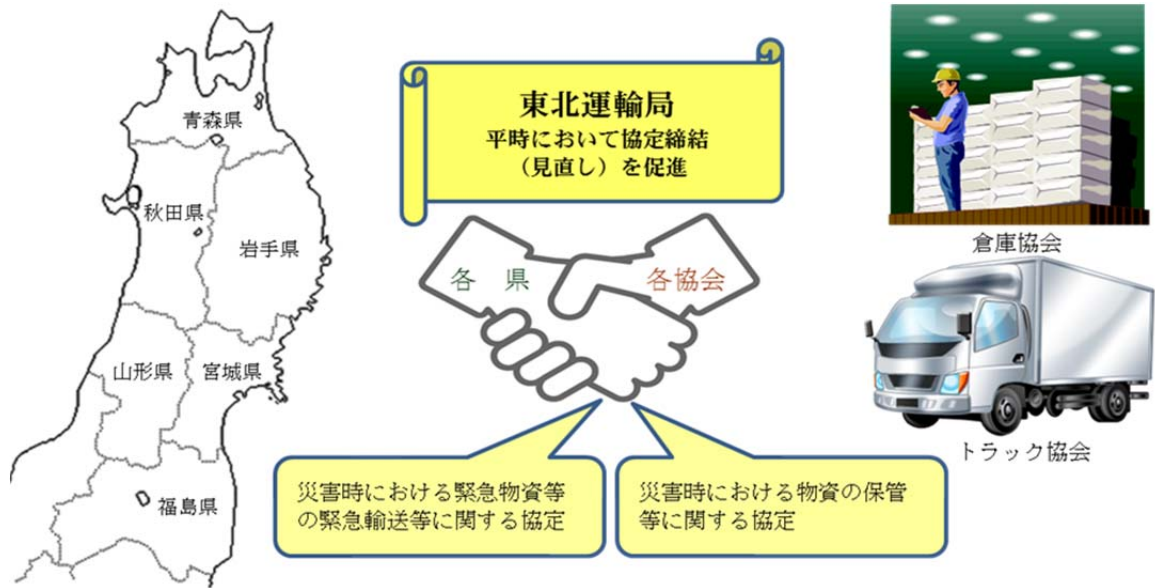 青森県
秋田県
岩手県
山形県
宮城県
福島県
東北運輸局
平時において協定締結
（見直し）を促進
各　県
各協会
災害時における緊急物資等
の緊急輸送等に関する協定
災害時における物資の保管
等に関する協定
倉庫協会
トラック協会